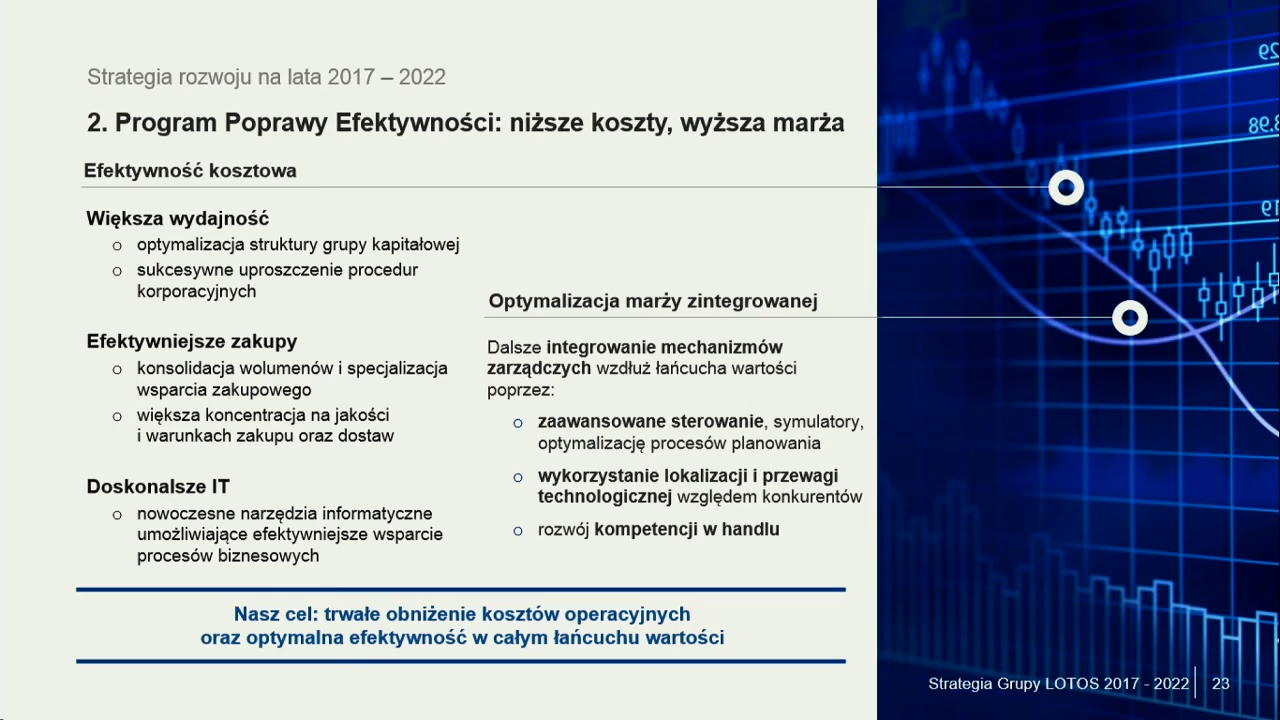 Strategia rozwoju na lata 2017 – 2022
2. Program Poprawy Efektywności: niższe koszty, wyższa marża
Efektywność kosztowa
Większa wydajność
o optymalizacja struktury grupy kapitałowej
o sukcesywne uproszczenie procedur
korporacyjnych
Efektywniejsze zakupy
o konsolidacja wolumenów i specjalizacja
wsparcia zakupowego
o większa koncentracja na jakości
i warunkach zakupu oraz dostaw
Doskonalsze IT
o nowoczesne narzędzia informatyczne
umożliwiające efektywniejsze wsparcie
procesów biznesowych
Optymalizacja marży zintegrowanej
Dalsze integrowanie mechanizmów
zarządczych wzdłuż łańcucha wartości
poprzez:
o zaawansowane sterowanie, symulatory,
optymalizację procesów planowania
o wykorzystanie lokalizacji i przewagi
technologicznej względem konkurentów
o rozwój kompetencji w handlu
Nasz cel: trwałe obniżenie kosztów operacyjnych
oraz optymalna efektywność w całym łańcuchu wartości
Strategia Grupy LOTOS 2017 - 2022 23